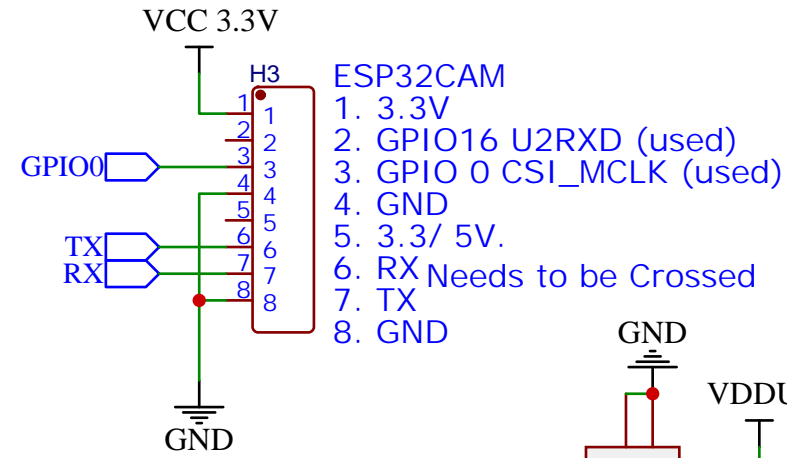 VCC 3.3V
H3
ESP32CAM
1 1
1. 3.3V
2 2
2. GPIO16 U2RXD (used)
GPIO0
3 3
3. GPIO 0 CSI_MCLK (used)
4 4
4. GND
5 5
5. 3.3/ 5V.
TX
6 6
6. RX Needs to be Crossed
RX
7 7
7. TX
8 8
8. GND
GND
GND
VDDU